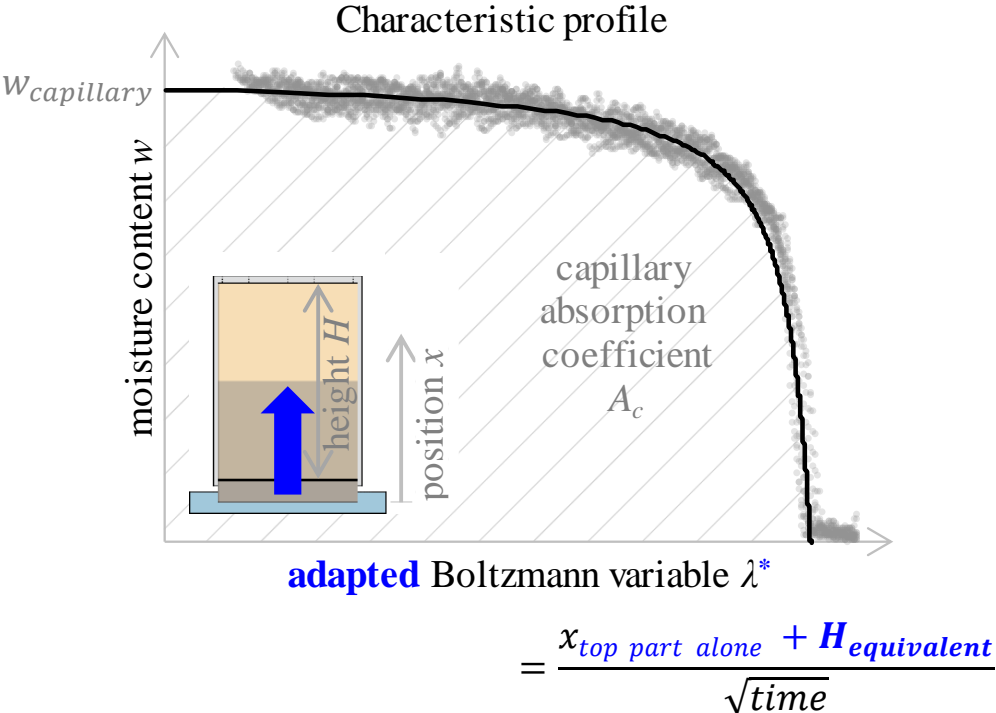 Characteristic profile
w_capillary
moisture content w
capillary
absorption
coefficient
A_c
height H
position x
adapted Boltzmann variable λ*
= (x_top part alone + H_equivalent) / √time